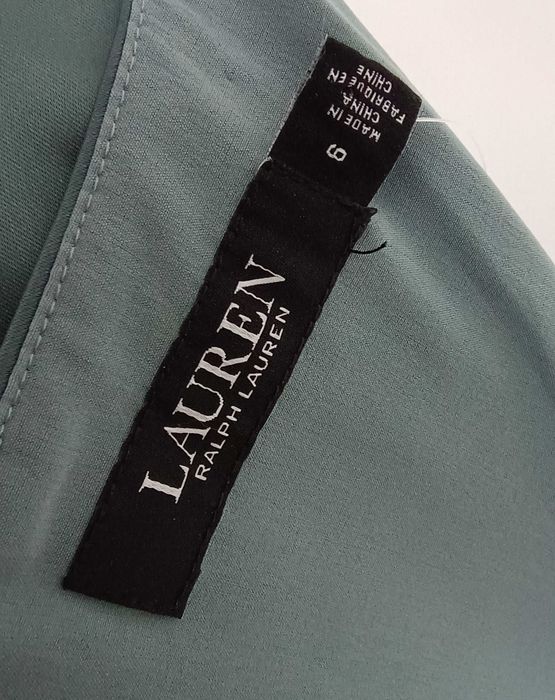 LAUREN
RALPH LAUREN
6
MADE IN
CHINA
FABRIQUE EN
CHINE